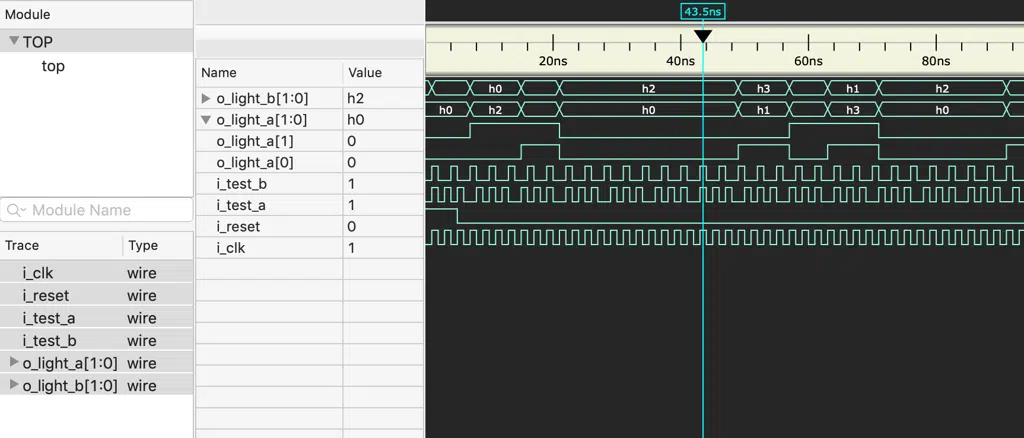 Module
TOP
top
Module Name
Trace Type
i_clk wire
i_reset wire
i_test_a wire
i_test_b wire
o_light_a[1:0] wire
o_light_b[1:0] wire
Name Value
o_light_b[1:0] h2
o_light_a[1:0] h0
o_light_a[1] 0
o_light_a[0] 0
i_test_b 1
i_test_a 1
i_reset 0
i_clk 1
43.5ns
20ns 40ns 60ns 80ns
h0 h2 h3 h1 h2
h0 h2 h0 h1 h3 h0